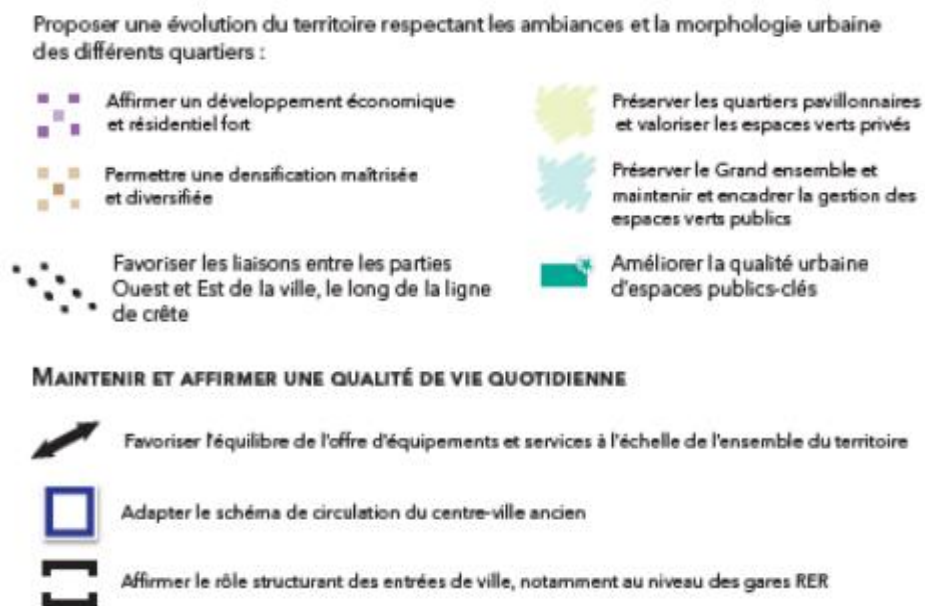 Proposer une évolution du territoire respectant les ambiances et la morphologie urbaine
des différents quartiers :
Affirmer un développement économique
et résidentiel fort
Permettre une densification maîtrisée
et diversifiée
Favoriser les liaisons entre les parties
Ouest et Est de la ville, le long de la ligne
de crête
Préserver les quartiers pavillonnaires
et valoriser les espaces verts privés
Préserver le Grand ensemble et
maintenir et encadrer la gestion des
espaces verts publics
Améliorer la qualité urbaine
d'espaces publics-clés
MAINTENIR ET AFFIRMER UNE QUALITÉ DE VIE QUOTIDIENNE
Favoriser l'équilibre de l'offre d'équipements et services à l'échelle de l'ensemble du territoire
Adapter le schéma de circulation du centre-ville ancien
Affirmer le rôle structurant des entrées de ville, notamment au niveau des gares RER